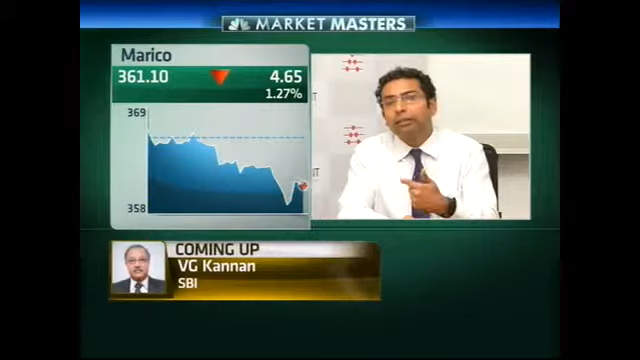 MARKET MASTERS
Marico
361.10 4.65
1.27%
369
358
COMING UP
VG Kannan
SBI